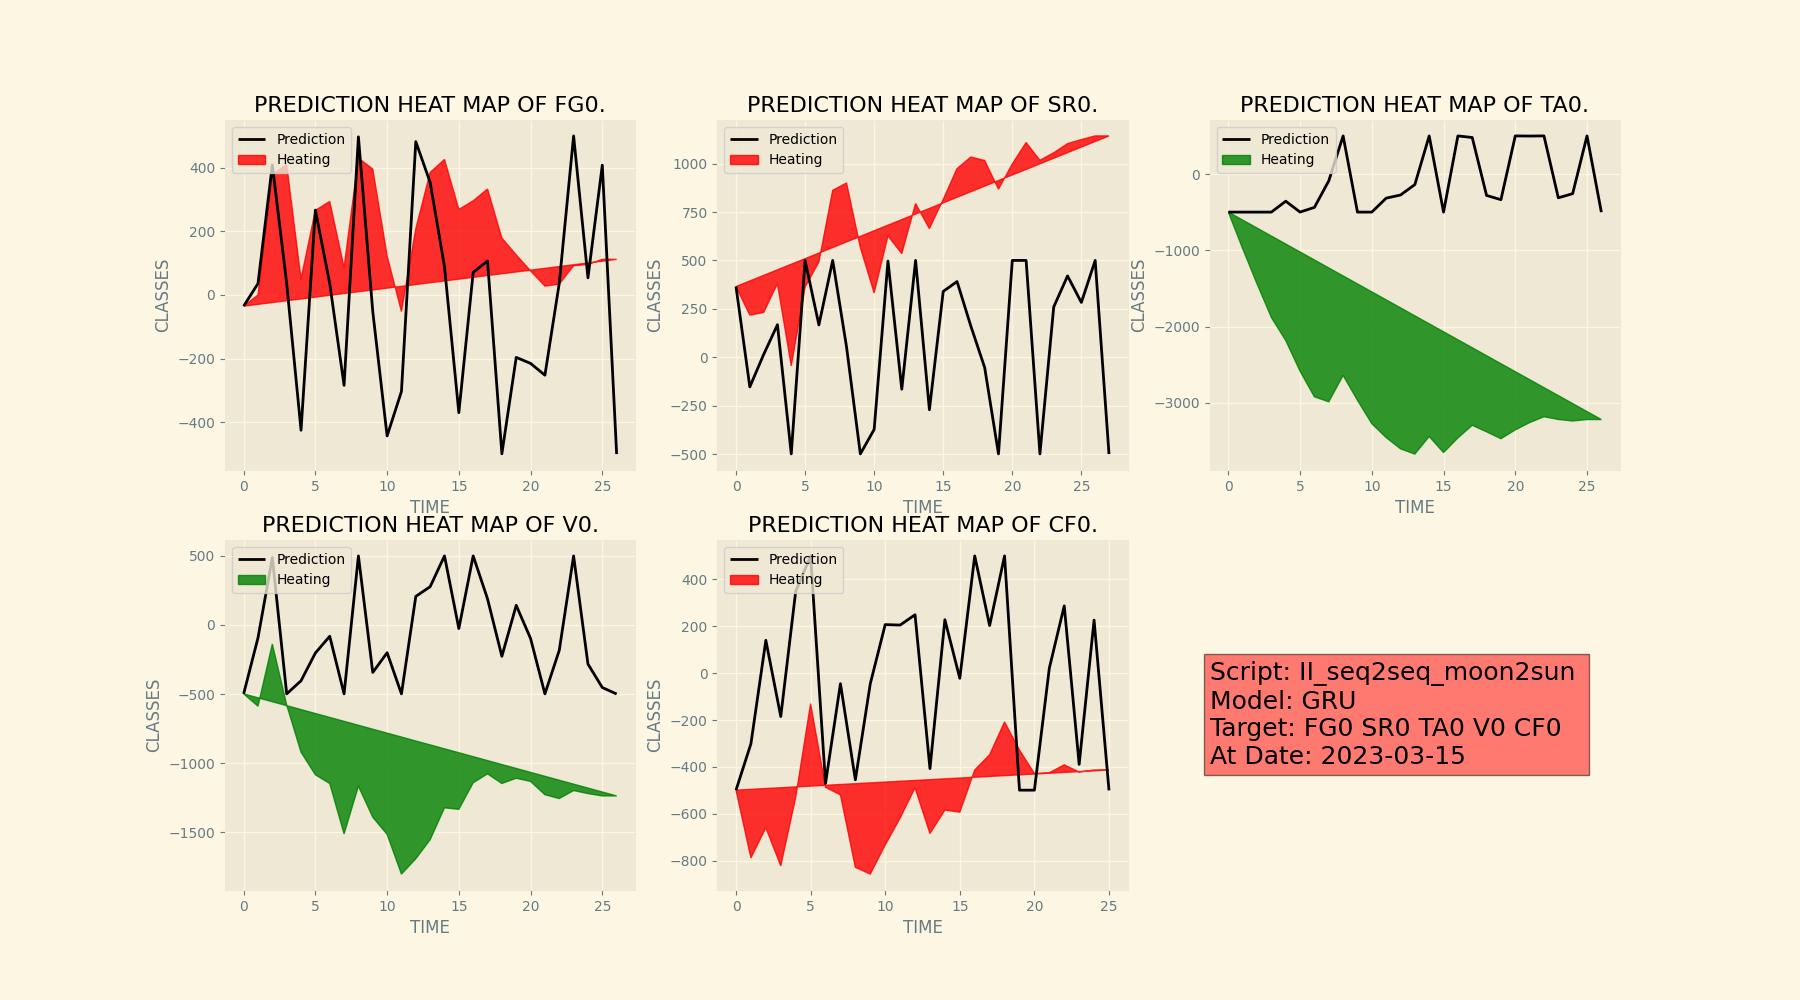 PREDICTION HEAT MAP OF FG0.
Prediction
Heating
400
200
0
−200
−400
CLASSES
0 5 10 15 20 25
TIME
PREDICTION HEAT MAP OF SR0.
Prediction
Heating
1000
750
500
250
0
−250
−500
CLASSES
0 5 10 15 20 25
TIME
PREDICTION HEAT MAP OF TA0.
Prediction
Heating
0
−1000
−2000
−3000
CLASSES
0 5 10 15 20 25
TIME
PREDICTION HEAT MAP OF V0.
Prediction
Heating
500
0
−500
−1000
−1500
CLASSES
0 5 10 15 20 25
TIME
PREDICTION HEAT MAP OF CF0.
Prediction
Heating
400
200
0
−200
−400
−600
−800
CLASSES
0 5 10 15 20 25
TIME
Script: II_seq2seq_moon2sun
Model: GRU
Target: FG0 SR0 TA0 V0 CF0
At Date: 2023-03-15